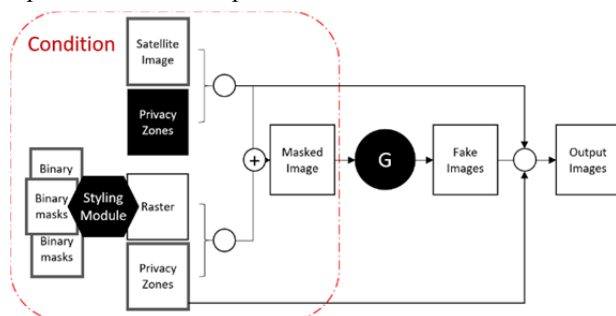 Condition
Satellite
Image
Privacy
Zones
Binary
Binary
masks
Binary
masks
Styling
Module
Raster
Privacy
Zones
+
Masked
Image
G
Fake
Images
Output
Images